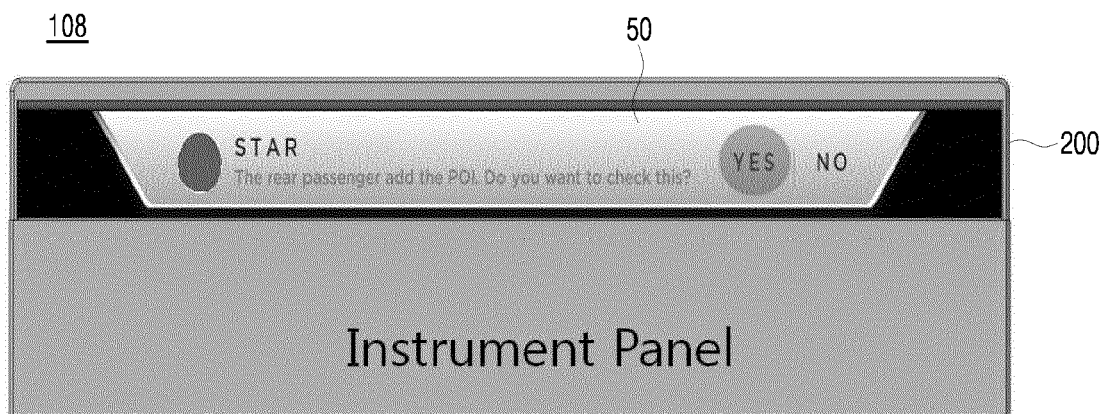 108
50
200
STAR
The rear passenger add the POI. Do you want to check this?
YES NO
Instrument Panel